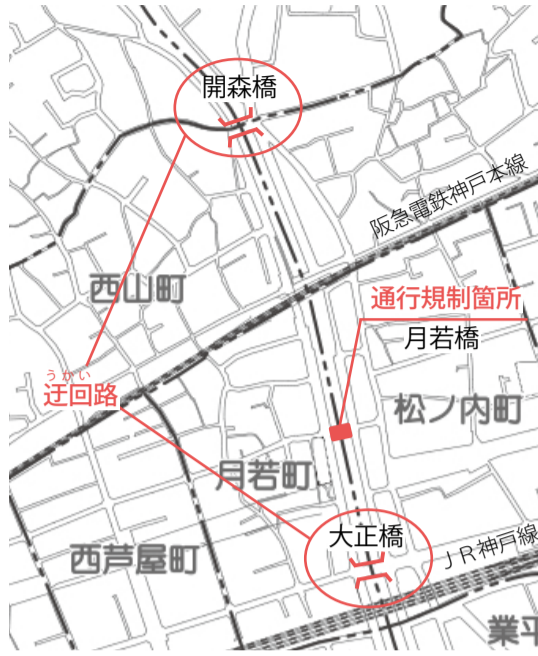 開森橋
阪急電鉄神戸本線
西山町
通行規制箇所
月若橋
うかい
迂回路
松ノ内町
月若町
大正橋
西芦屋町
JR神戸線
業平